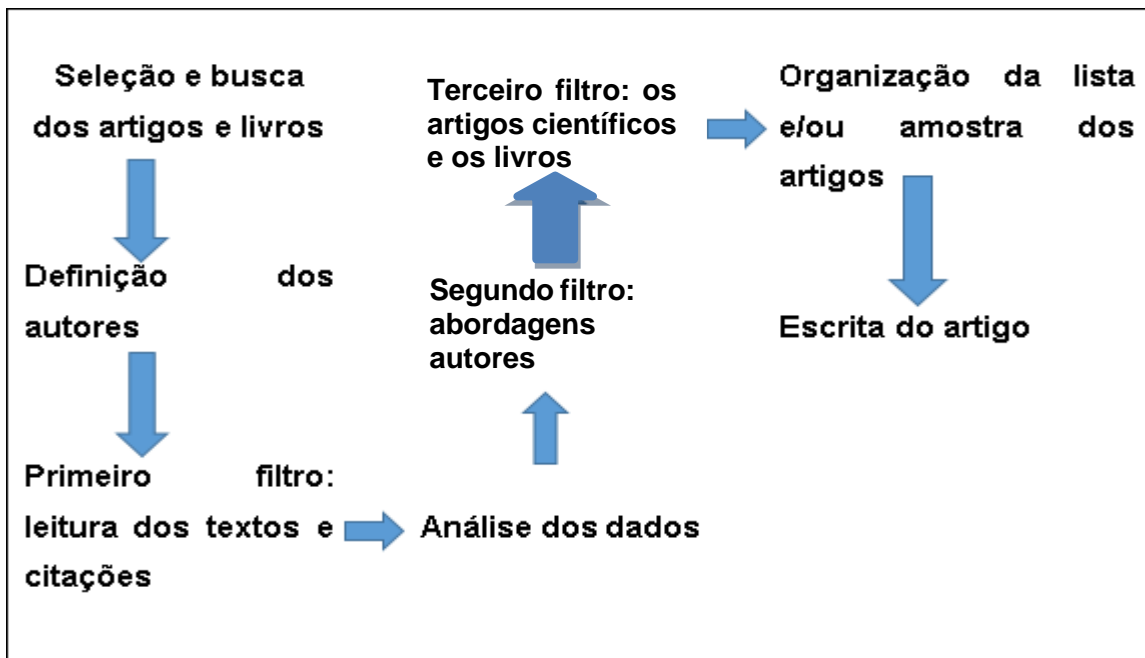 Seleção e busca
dos artigos e livros
Definição dos
autores
Primeiro filtro:
leitura dos textos e
citações
Análise dos dados
Segundo filtro:
abordagens
autores
Terceiro filtro: os
artigos científicos
e os livros
Organização da lista
e/ou amostra dos
artigos
Escrita do artigo